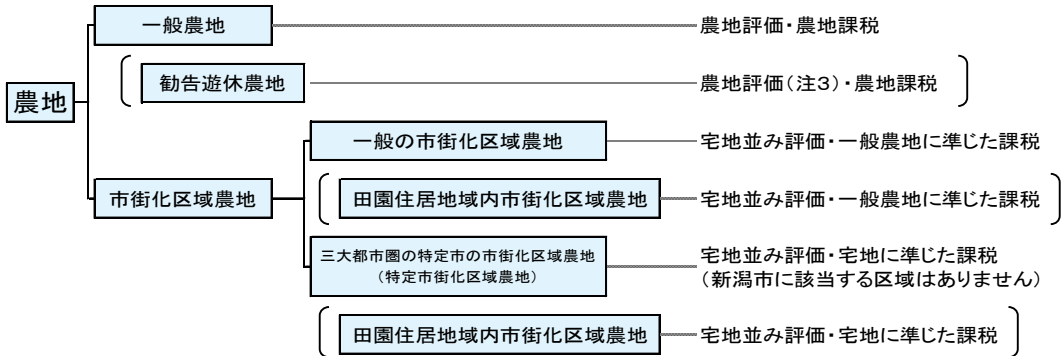 一般農地
農地評価・農地課税
勧告遊休農地
農地評価(注3)・農地課税
農地
一般の市街化区域農地
宅地並み評価・一般農地に準じた課税
市街化区域農地
田園住居地域内市街化区域農地
宅地並み評価・一般農地に準じた課税
三大都市圏の特定市の市街化区域農地
(特定市街化区域農地)
宅地並み評価・宅地に準じた課税
(新潟市に該当する区域はありません)
田園住居地域内市街化区域農地
宅地並み評価・宅地に準じた課税